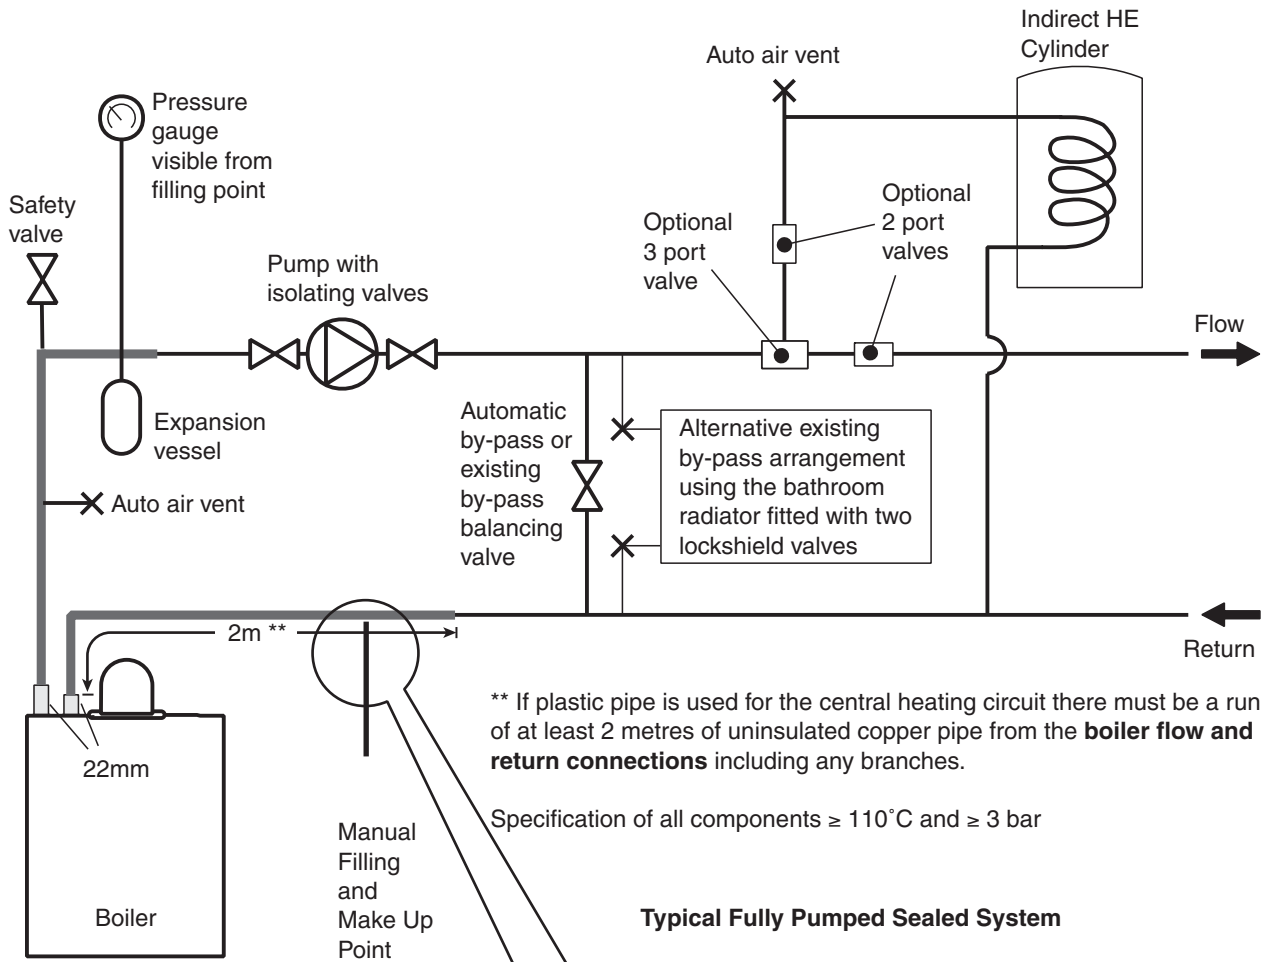 Indirect HE
Cylinder
Auto air vent
Pressure
gauge
visible from
filling point
Safety
valve
Optional
2 port
valves
Optional
3 port
valve
Pump with
isolating valves
Flow
Expansion
vessel
Automatic
by-pass or
existing
by-pass
balancing
valve
Alternative existing
by-pass arrangement
using the bathroom
radiator fitted with two
lockshield valves
Auto air vent
2m **
Return
** If plastic pipe is used for the central heating circuit there must be a run
of at least 2 metres of uninsulated copper pipe from the boiler flow and
return connections including any branches.
22mm
Specification of all components ≥ 110˚C and ≥ 3 bar
Manual
Filling
and
Make Up
Point
Boiler
Typical Fully Pumped Sealed System